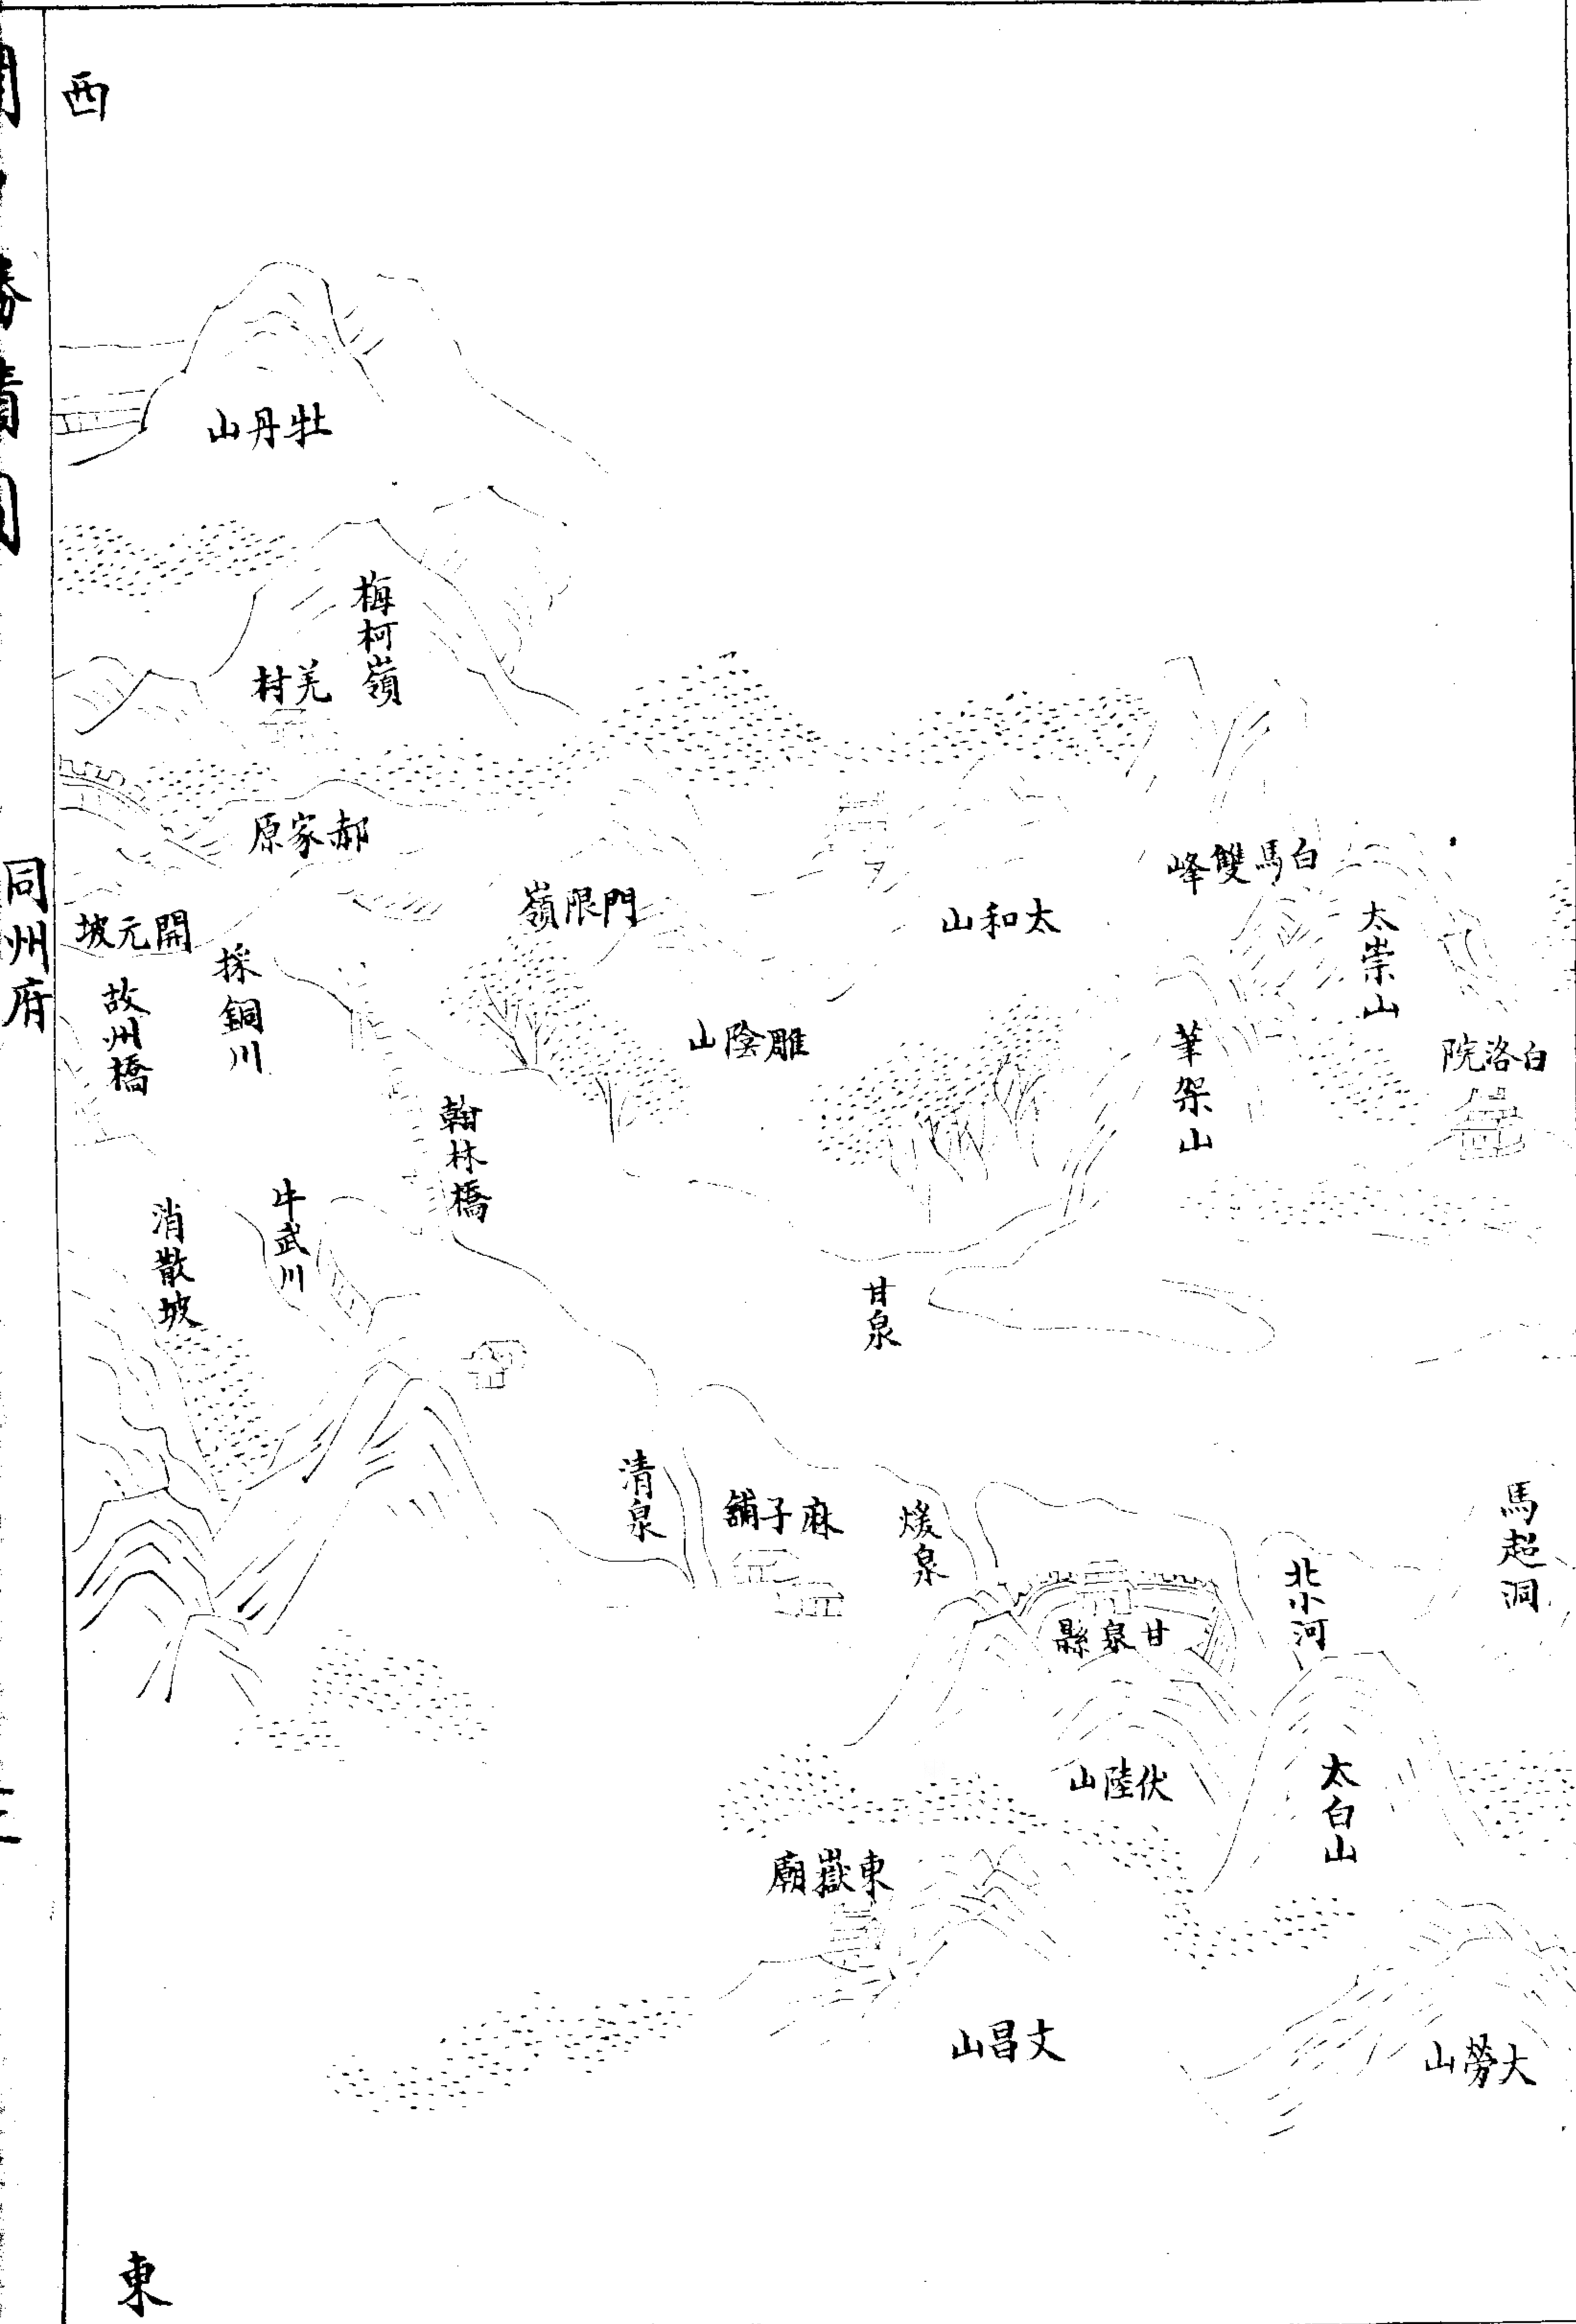 西
牡丹山
梅柯嶺
羌村
郝家原
門限嶺
太和山
白馬雙峰
太崇山
開元坡
採銅川
故州橋
雕陰山
筆架山
白洛院
翰林橋
牛武川
消散坡
甘泉
清泉
麻子舖
煖泉
馬超洞
北小河
甘泉縣
伏陸山
太白山
東嶽廟
文昌山
大勞山
東
同州府